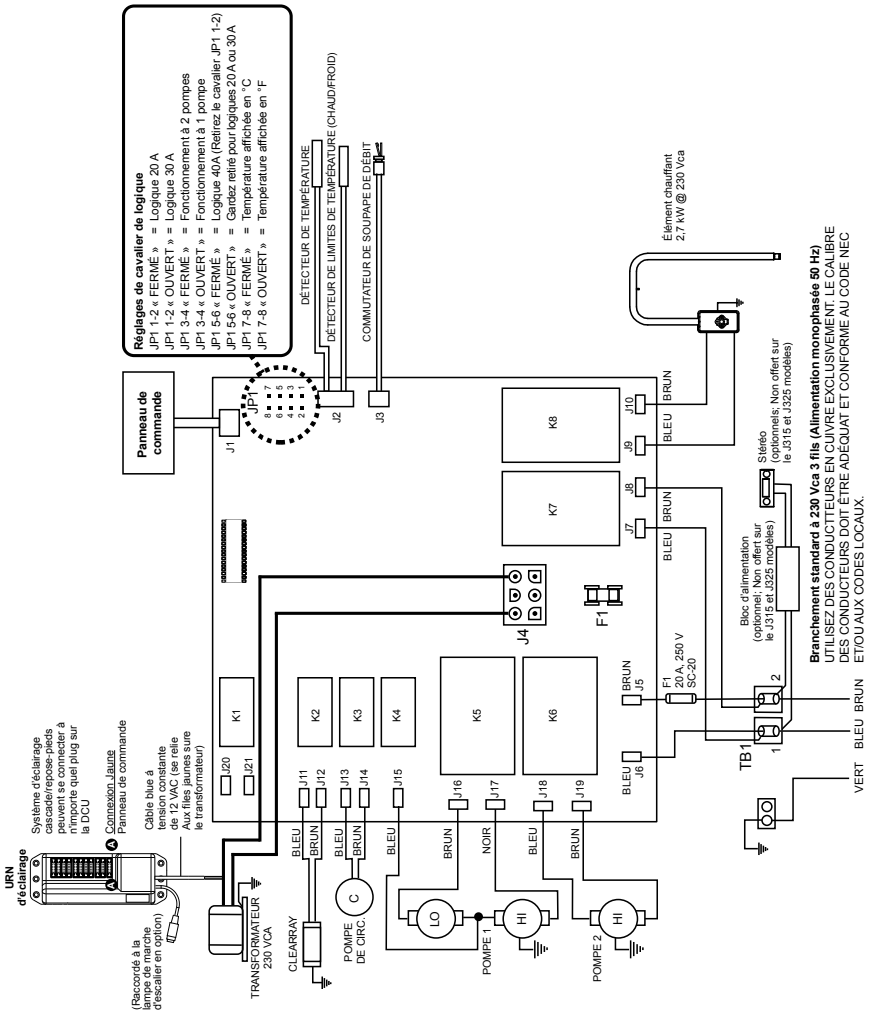 URN
d'éclairage
Système d'éclairage
cascade/repose-pieds
peuvent se connecter à
n'importe quel plug sur
la DCU
A
A
Connexion Jaune
Panneau de commande
Câble blue á
tension constante
de 12 VAC (se relie
Aux files jaunes sure
le transformateur)
(Raccordé à la
lampe de marche
d'escalier en option)
TRANSFORMATEUR
230 VCA
Panneau de
commande
Réglages de cavalier de logique
JP1 1-2 « FERMÉ » = Logique 20 A
JP1 1-2 « OUVERT » = Logique 30 A
JP1 3-4 « FERMÉ » = Fonctionnement à 2 pompes
JP1 3-4 « OUVERT » = Fonctionnement à 1 pompe
JP1 5-6 « FERMÉ » = Logique 40A (Retirez le cavalier JP1 1-2)
JP1 5-6 « OUVERT » = Gardez retiré pour logiques 20 A ou 30 A
JP1 7-8 « FERMÉ » = Température affichée en °C
JP1 7-8 « OUVERT » = Température affichée en °F
J1
JP1
8 7
6 5
4 3
2 1
J2
J3
DÉTECTEUR DE TEMPÉRATURE
DÉTECTEUR DE LIMITES DE TEMPÉRATURE (CHAUD/FROID)
COMMUTATEUR DE SOUPAPE DE DÉBIT
J20
J21
K1
J11
J12
K2
BLEU
BRUN
CLEARRAY
J13
J14
K3
BLEU
BRUN
C
POMPE
DE CIRC.
J15
K4
BLEU
J16
K5
BRUN
LO
J17
NOIR
HI
POMPE 1
J18
K6
BLEU
J19
BRUN
HI
POMPE 2
J4
F1
K7
K8
J10
BRUN
J9
BLEU
J8
BRUN
J7
BLEU
Élément chauffant
2,7 kW @ 230 Vca
BRUN
J5
BLEU
J6
F1
20 A, 250 V
SC-20
TB1
1
2
Bloc d'alimentation
(optionnel; Non offert sur
le J315 et J325 modèles)
Stéréo
(optionnels; Non offert sur
le J315 et J325 modèles)
VERT
BLEU
BRUN
Branchement standard à 230 Vca 3 fils (Alimentation monophasée 50 Hz)
UTILISEZ DES CONDUCTTEURS EN CUIVRE EXCLUSIVEMENT. LE CALIBRE
DES CONDUCTEURS DOIT ÊTRE ADÉQUAT ET CONFORME AU CODE NEC
ET/OU AUX CODES LOCAUX.